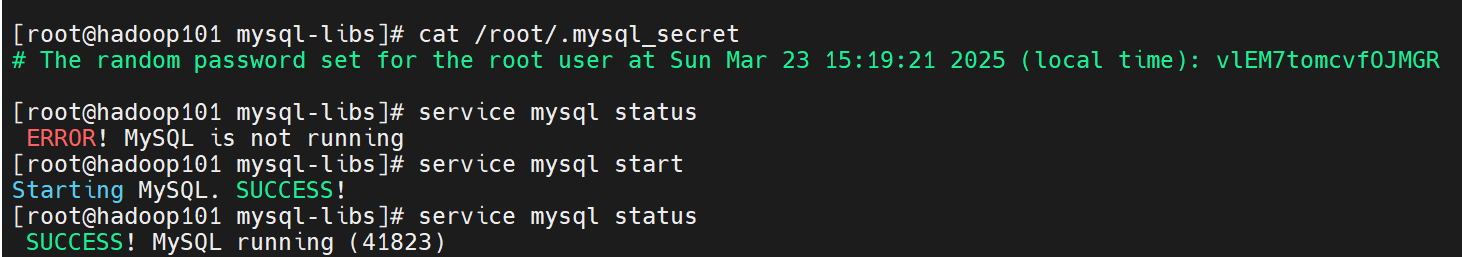 [root@hadoop101 mysql-libs]# cat /root/.mysql_secret
# The random password set for the root user at Sun Mar 23 15:19:21 2025 (local time): vlEM7tomcvfOJMGR
[root@hadoop101 mysql-libs]# service mysql status
ERROR! MySQL is not running
[root@hadoop101 mysql-libs]# service mysql start
Starting MySQL. SUCCESS!
[root@hadoop101 mysql-libs]# service mysql status
SUCCESS! MySQL running (41823)